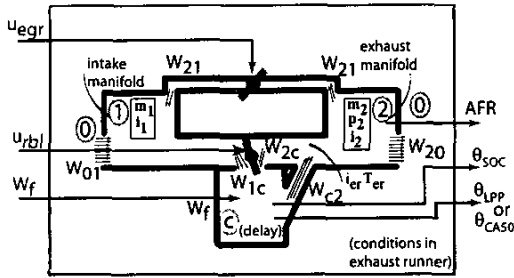 u_egr
intake
manifold
W_21
W_21
exhaust
manifold
0
1
m_1
i_1
m_2
p_2
i_2
2
0
AFR
u_rbl
W_01
W_1c
W_2c
i_er T_er
W_20
θ_SOC
W_f
W_f
c
(delay)
W_c2
θ_LPP
or
θ_CA50
(conditions in
exhaust runner)